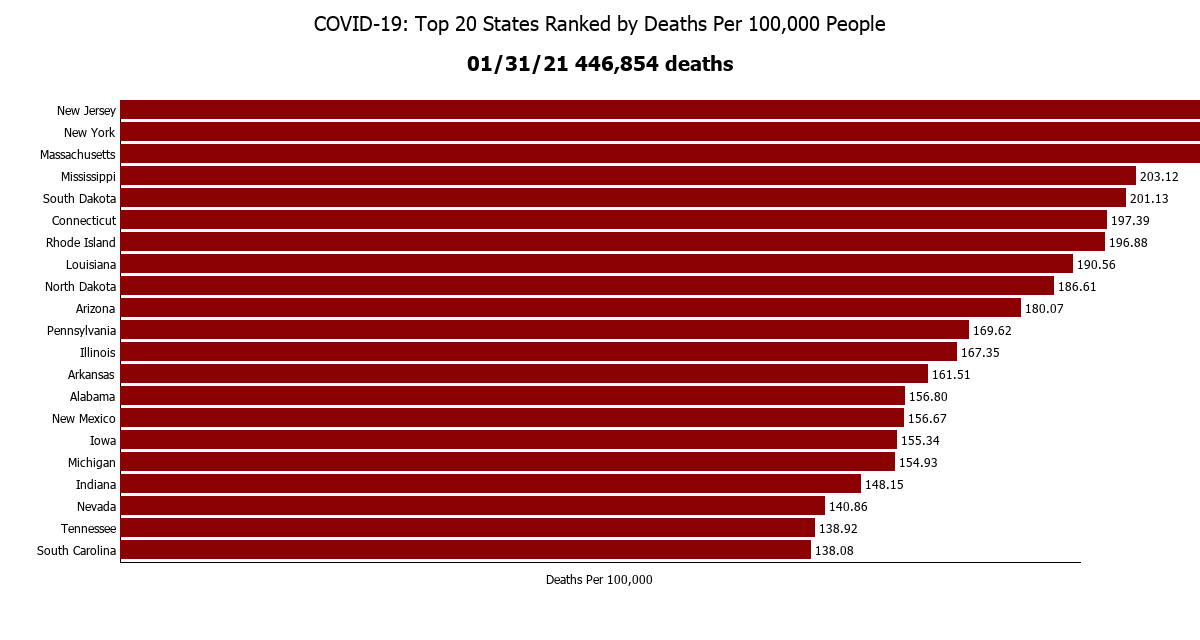 COVID-19: Top 20 States Ranked by Deaths Per 100,000 People
01/31/21 446,854 deaths
New Jersey
New York
Massachusetts
Mississippi 203.12
South Dakota 201.13
Connecticut 197.39
Rhode Island 196.88
Louisiana 190.56
North Dakota 186.61
Arizona 180.07
Pennsylvania 169.62
Illinois 167.35
Arkansas 161.51
Alabama 156.80
New Mexico 156.67
Iowa 155.34
Michigan 154.93
Indiana 148.15
Nevada 140.86
Tennessee 138.92
South Carolina 138.08
Deaths Per 100,000